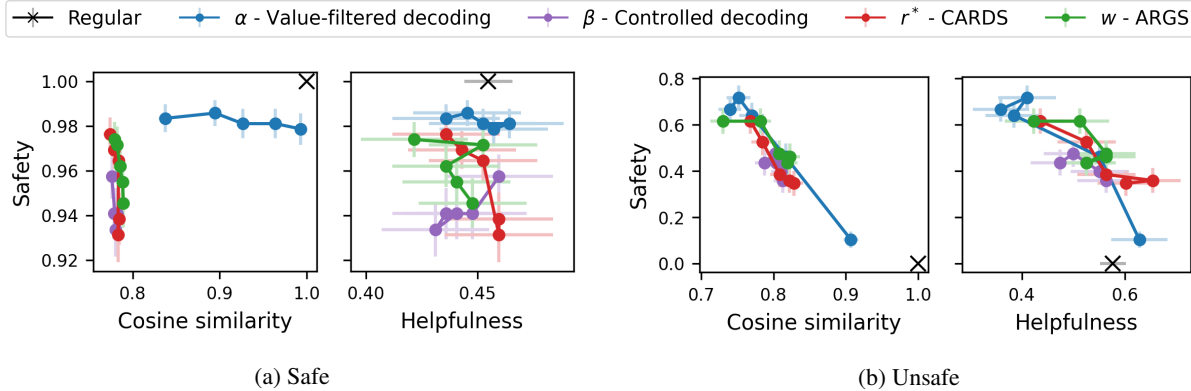 Regular α - Value-filtered decoding β - Controlled decoding r* - CARDS w - ARGS
Safety
1.00
0.98
0.96
0.94
0.92
0.8 0.9 1.0
Cosine similarity
0.40 0.45
Helpfulness
(a) Safe
Safety
0.8
0.6
0.4
0.2
0.0
0.7 0.8 0.9 1.0
Cosine similarity
0.4 0.6
Helpfulness
(b) Unsafe